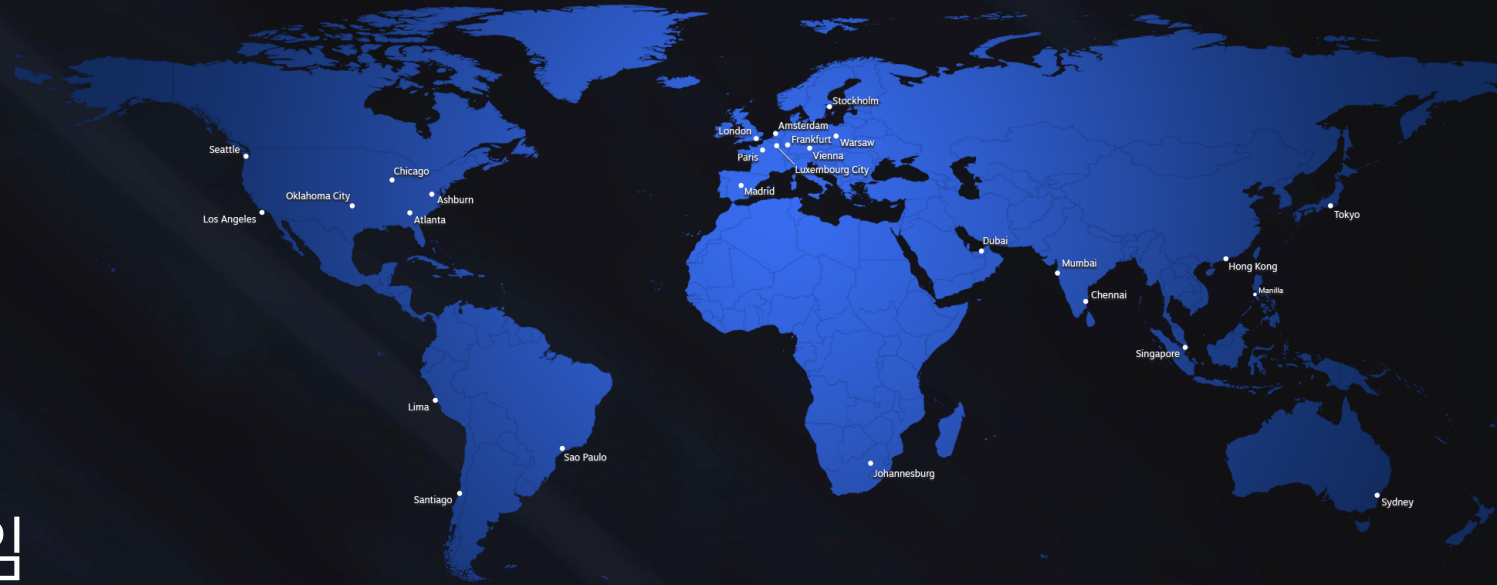 Stockholm
Amsterdam
London
Frankfurt
Warsaw
Paris
Vienna
Luxembourg City
Madrid
Seattle
Chicago
Oklahoma City
Ashburn
Los Angeles
Atlanta
Tokyo
Dubai
Mumbai
Hong Kong
Manilla
Chennai
Singapore
Lima
Sao Paulo
Johannesburg
Santiago
Sydney